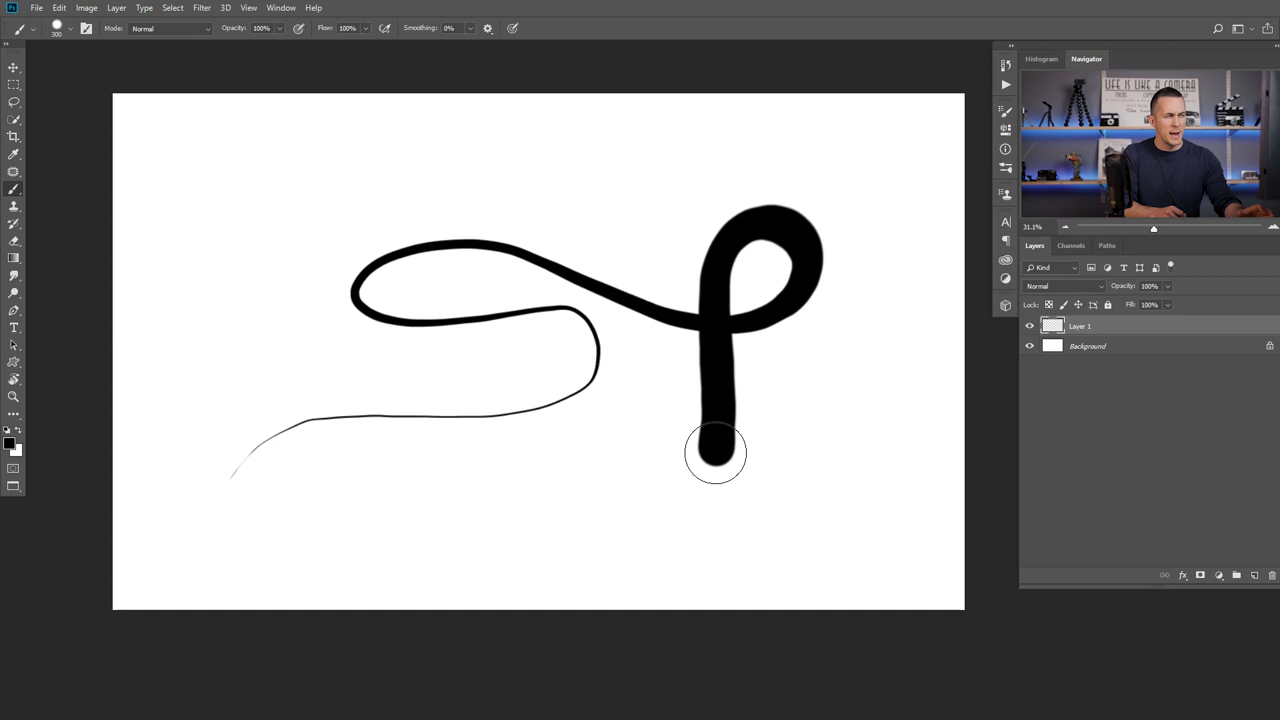 Ps File Edit Image Layer Type Select Filter 3D View Window Help
300 Mode: Normal Opacity: 100% Flow: 100% Smoothing: 0%
Histogram Navigator
LIFE IS LIKE A CAMERA
31.1%
Layers Channels Paths
Kind
Normal Opacity: 100%
Lock: Fill: 100%
Layer 1
Background